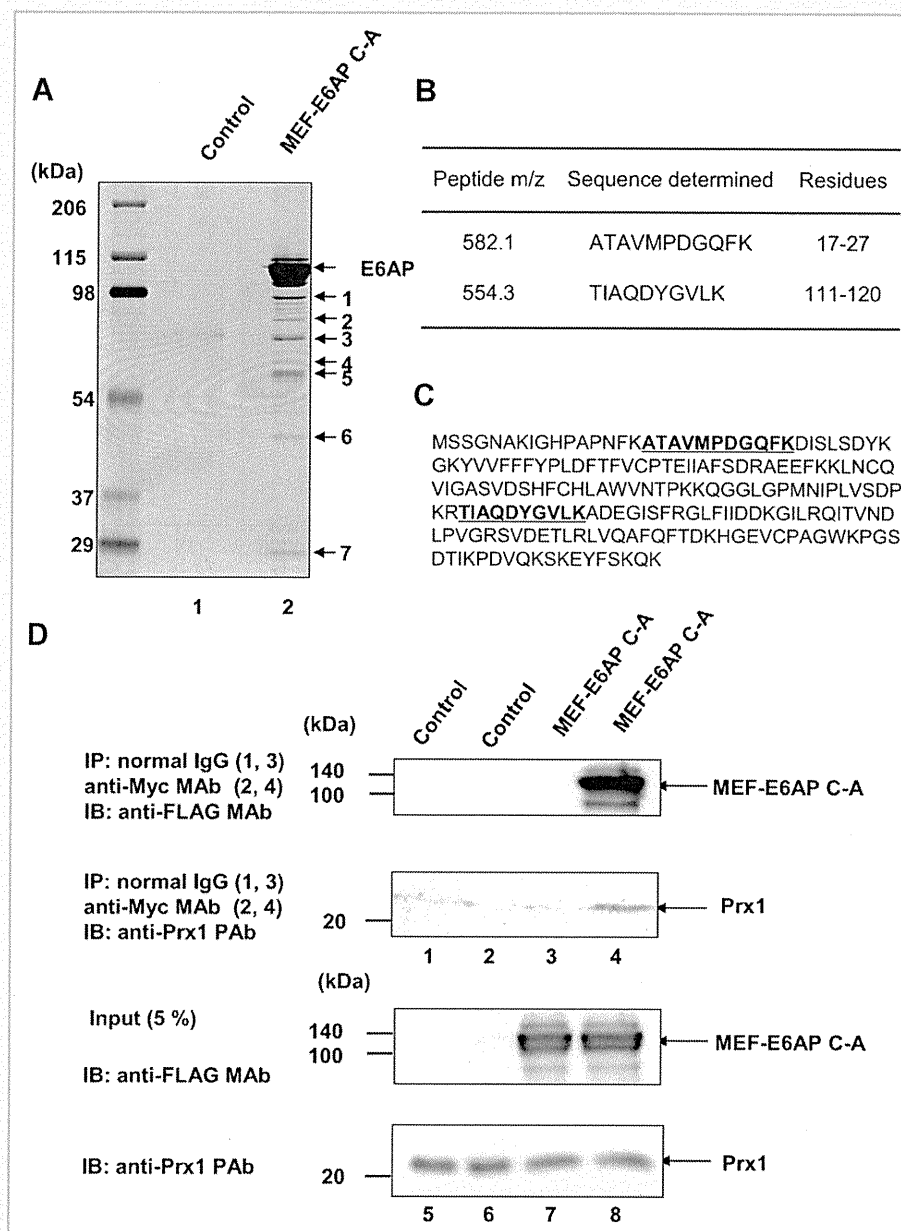 A
Control
MEF-E6AP C-A
(kDa)
206
115
98
54
37
29
E6AP
1
2
3
4
5
6
7
1 2
B
Peptide m/z Sequence determined Residues
582.1 ATAVMPDGQFK 17-27
554.3 TIAQDYGVLK 111-120
C
MSSGNAKIGHPAPNFKATAVMPDGQFKDISLSDYK
GKYVVFFFYPLDFTFVCPTEIIAFSDRAEEFKKLNCQ
VIGASVDSHFCHLAWVNTPKKQGGLGPMNIPLVSDP
KRTIAQDYGVLKADEGISFRGLFIIDDKGILRQITVND
LPVGRSVDETLRLVQAFQFTDKHGEVCPAGWKPGS
DTIKPDVQKSKEYFSKQK
D
Control
Control
MEF-E6AP C-A
MEF-E6AP C-A
(kDa)
IP: normal IgG (1, 3)
anti-Myc MAb (2, 4)
IB: anti-FLAG MAb
140
100
MEF-E6AP C-A
IP: normal IgG (1, 3)
anti-Myc MAb (2, 4)
IB: anti-Prx1 PAb
20
Prx1
1 2 3 4
(kDa)
Input (5 %)
IB: anti-FLAG MAb
140
100
MEF-E6AP C-A
IB: anti-Prx1 PAb
20
Prx1
5 6 7 8